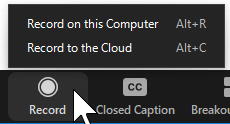 Record on this Computer Alt+R
Record to the Cloud Alt+C
CC
Record Closed Caption Breakou